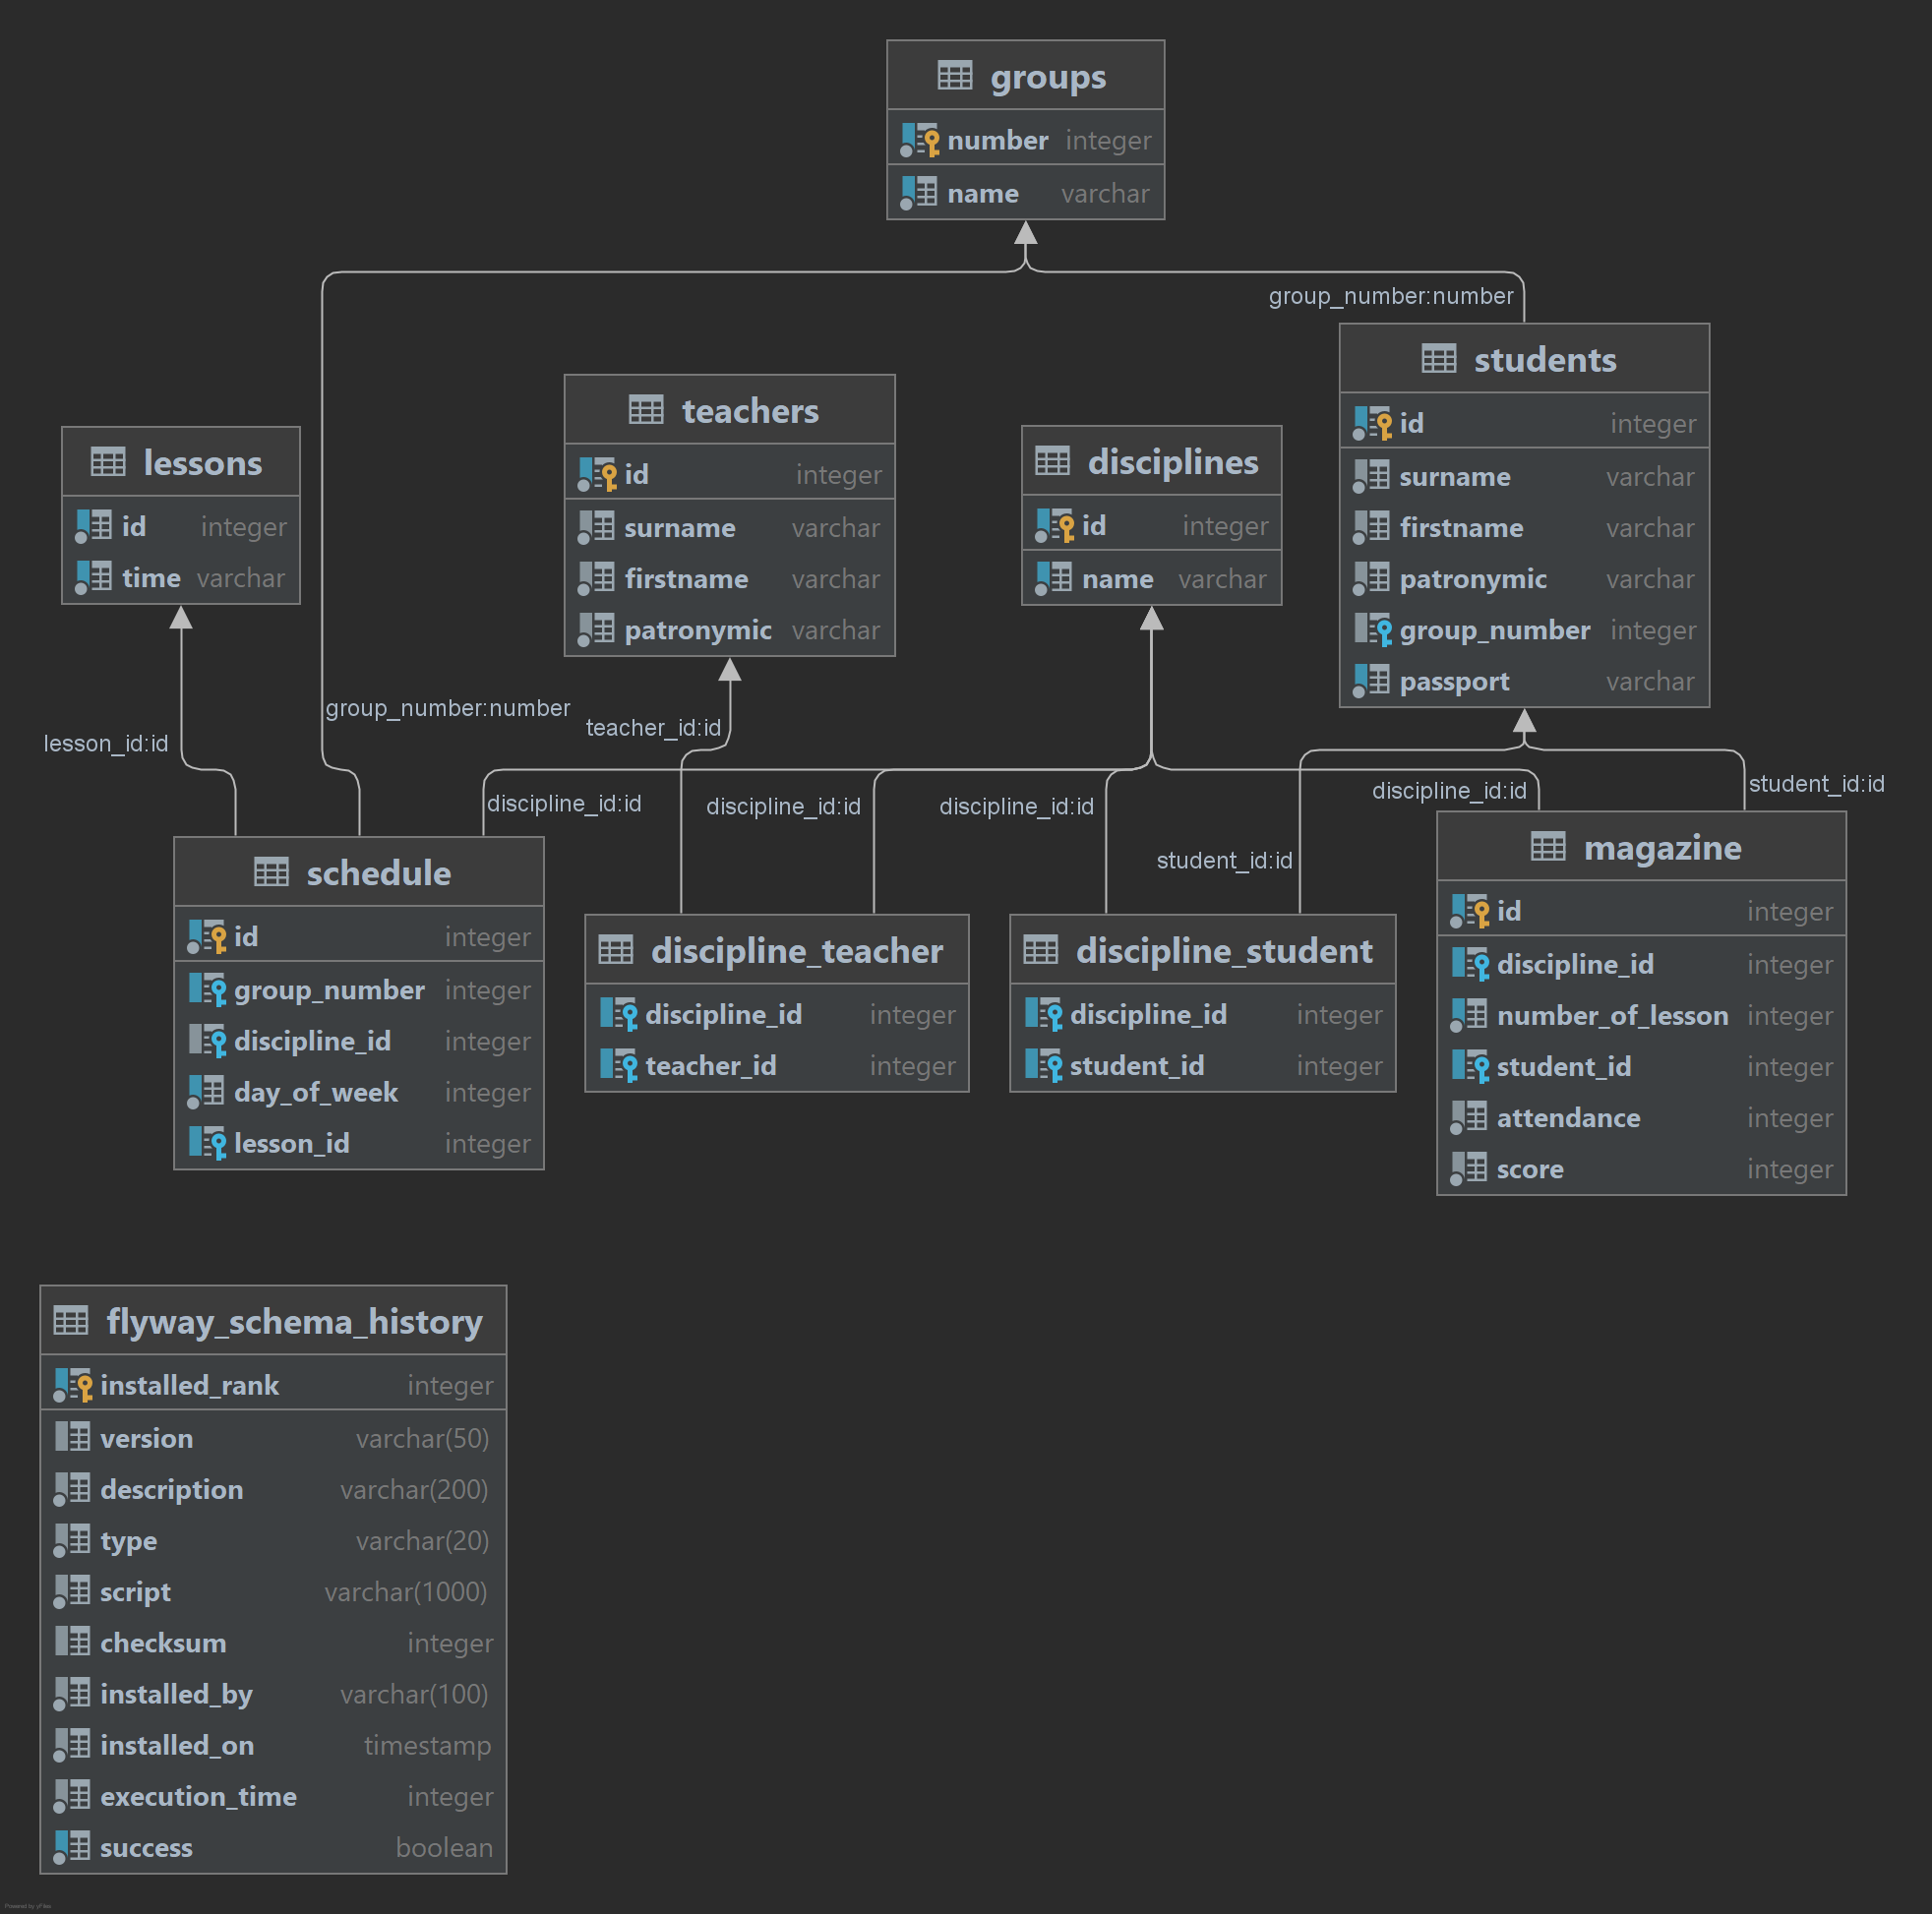 groups
number integer
name varchar
group_number:number
students
id integer
surname varchar
firstname varchar
patronymic varchar
group_number integer
passport varchar
teachers
id integer
surname varchar
firstname varchar
patronymic varchar
disciplines
id integer
name varchar
lessons
id integer
time varchar
group_number:number
teacher_id:id
lesson_id:id
discipline_id:id
discipline_id:id
discipline_id:id
discipline_id:id
student_id:id
student_id:id
schedule
id integer
group_number integer
discipline_id integer
day_of_week integer
lesson_id integer
discipline_teacher
discipline_id integer
teacher_id integer
discipline_student
discipline_id integer
student_id integer
magazine
id integer
discipline_id integer
number_of_lesson integer
student_id integer
attendance integer
score integer
flyway_schema_history
installed_rank integer
version varchar(50)
description varchar(200)
type varchar(20)
script varchar(1000)
checksum integer
installed_by varchar(100)
installed_on timestamp
execution_time integer
success boolean
Powered by yFiles